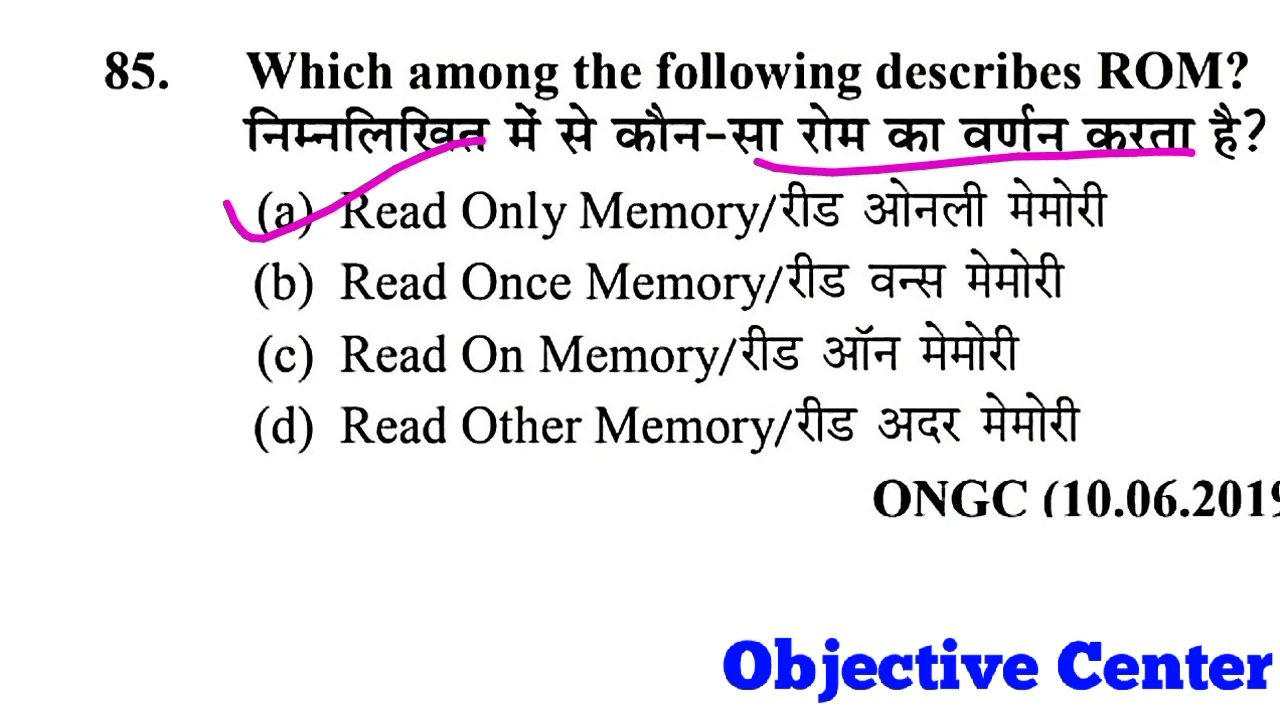 85. Which among the following describes ROM?
निम्नलिखित में से कौन-सा रोम का वर्णन करता है?
(a) Read Only Memory/रीड ओनली मेमोरी
(b) Read Once Memory/रीड वन्स मेमोरी
(c) Read On Memory/रीड ऑन मेमोरी
(d) Read Other Memory/रीड अदर मेमोरी
ONGC (10.06.2019
Objective Center